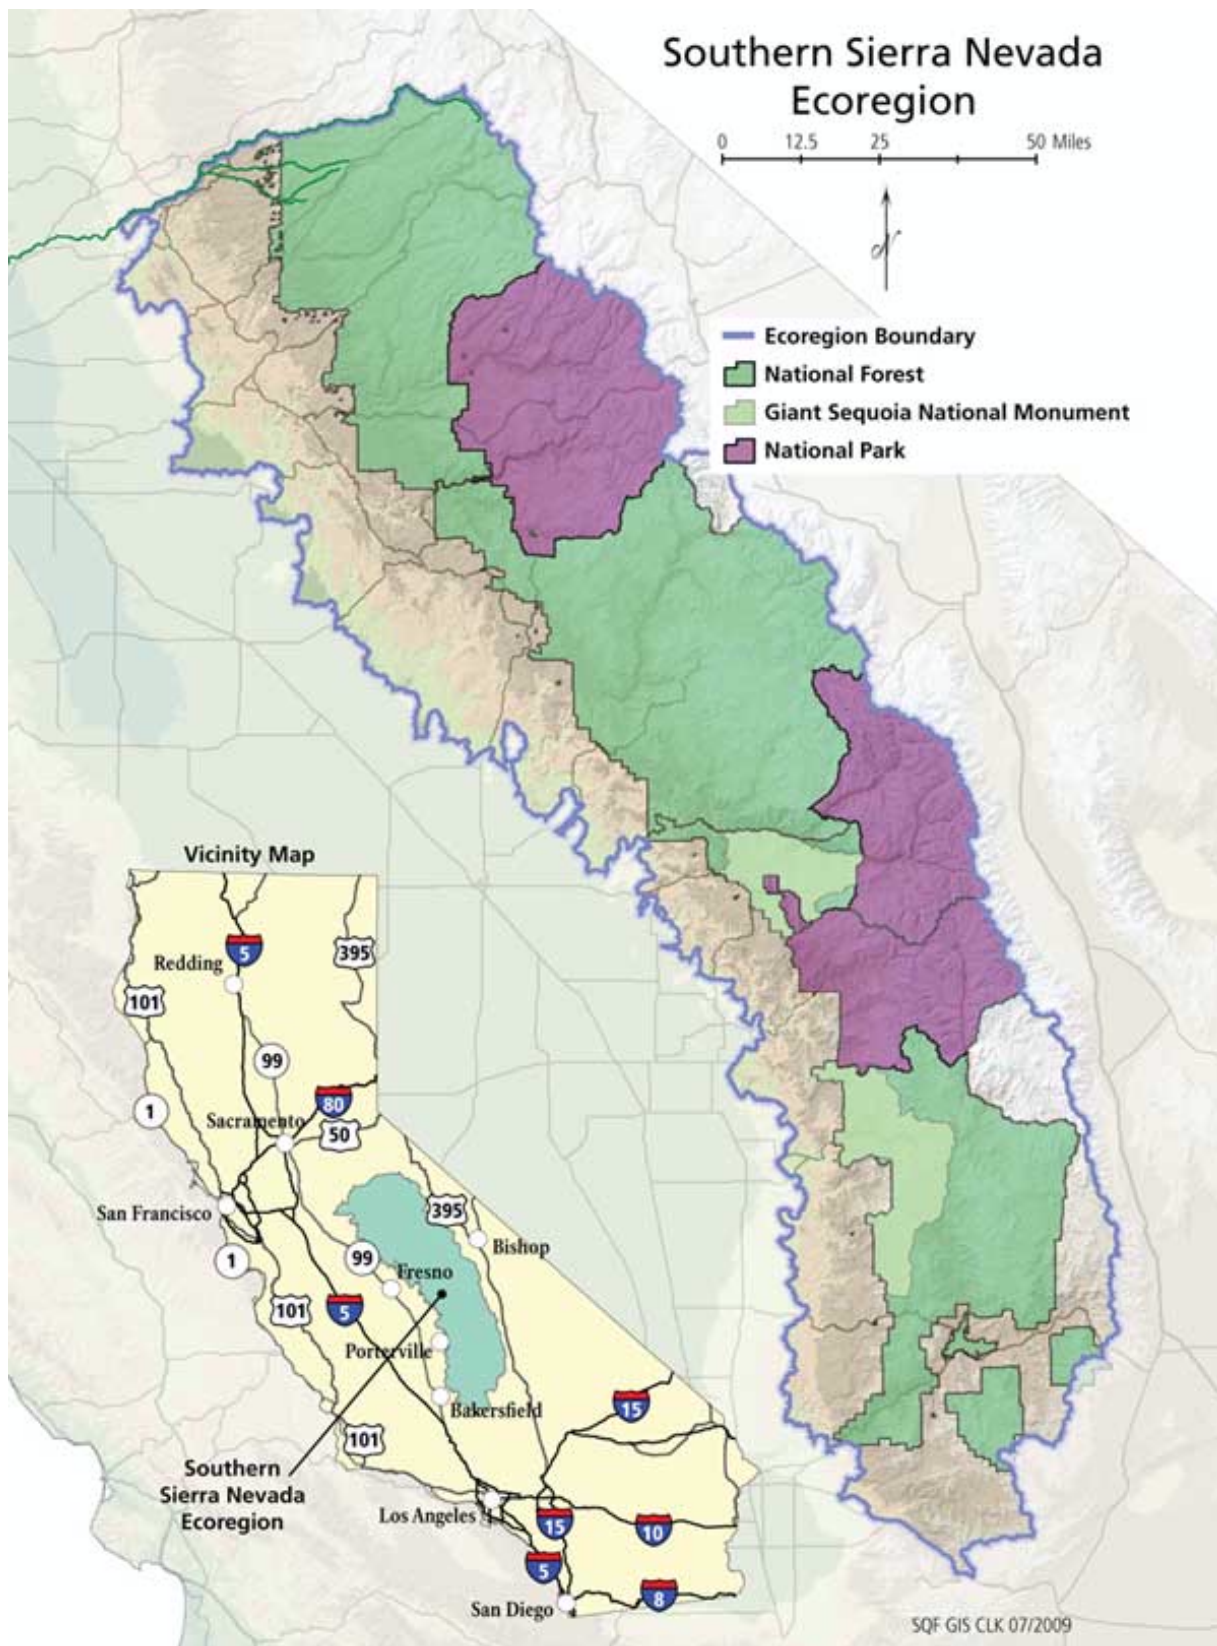 Southern Sierra Nevada
Ecoregion
0 12.5 25 50 Miles
N
Ecoregion Boundary
National Forest
Giant Sequoia National Monument
National Park
Vicinity Map
5
395
Redding
101
99
1
80
Sacramento
50
395
San Francisco
Bishop
99
1
Fresno
101
5
Porterville
15
Bakersfield
101
Southern
Sierra Nevada
Ecoregion
Los Angeles
15
10
5
8
San Diego
SQF GIS CLK 07/2009